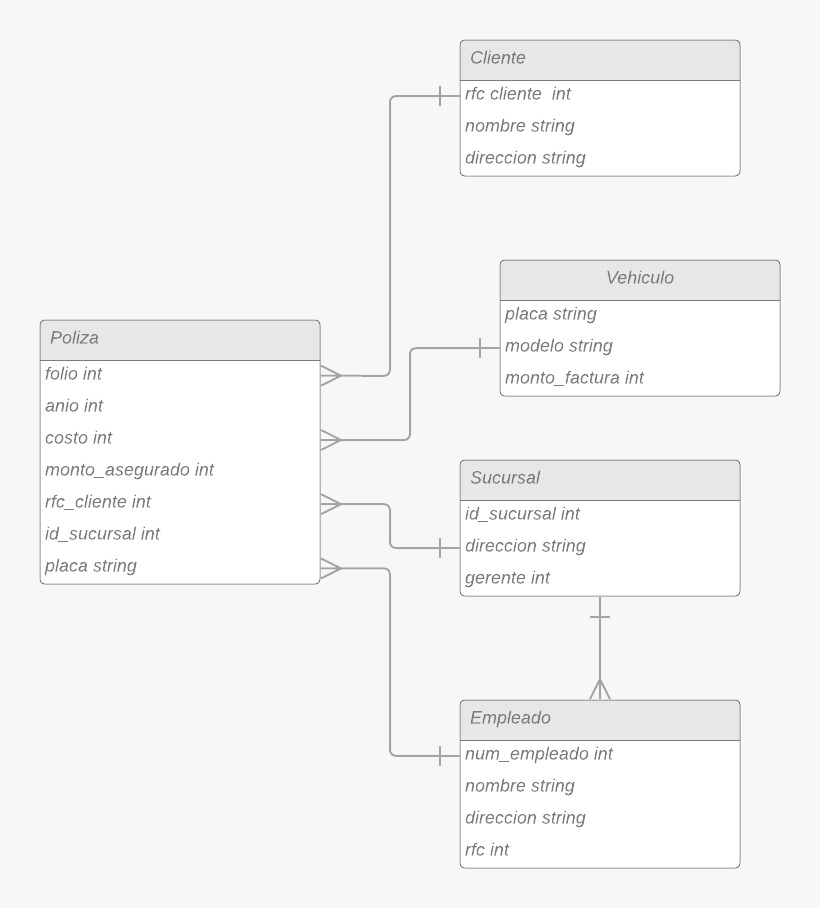 Cliente
rfc cliente  int
nombre string
direccion string
Vehiculo
placa string
modelo string
monto_factura int
Poliza
folio int
anio int
costo int
monto_asegurado int
rfc_cliente int
id_sucursal int
placa string
Sucursal
id_sucursal int
direccion string
gerente int
Empleado
num_empleado int
nombre string
direccion string
rfc int